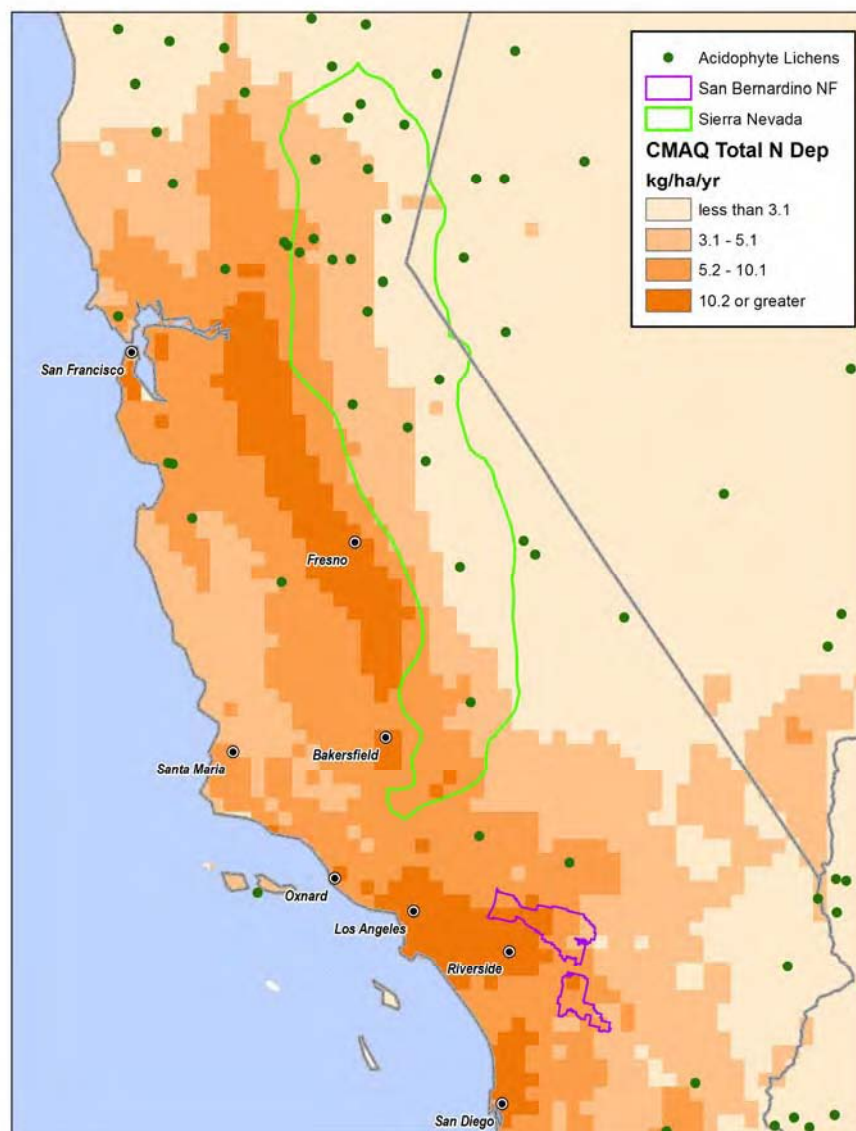 Acidophyte Lichens
San Bernardino NF
Sierra Nevada
CMAQ Total N Dep
kg/ha/yr
less than 3.1
3.1 - 5.1
5.2 - 10.1
10.2 or greater
San Francisco
Fresno
Bakersfield
Santa Maria
Oxnard
Los Angeles
Riverside
San Diego